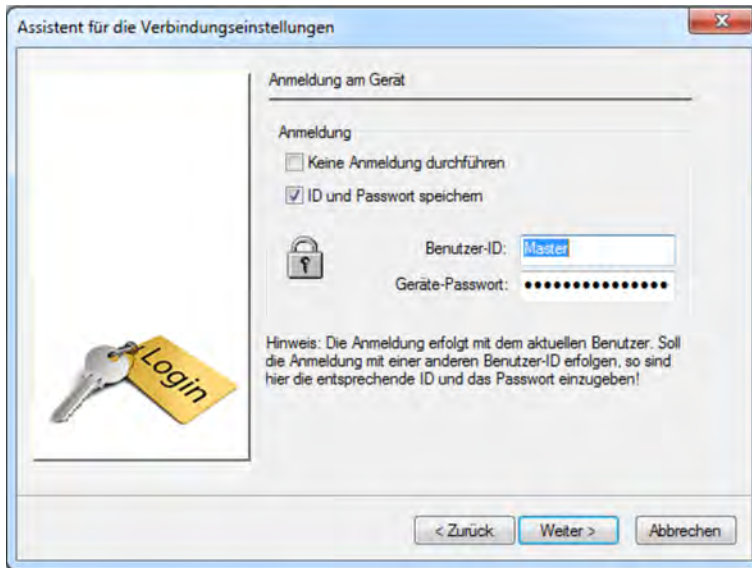 Assistent für die Verbindungseinstellungen
Anmeldung am Gerät
Anmeldung
Keine Anmeldung durchführen
ID und Passwort speichern
Benutzer-ID: Master
Geräte-Passwort: ●●●●●●●●●●●●●●●
Hinweis: Die Anmeldung erfolgt mit dem aktuellen Benutzer. Soll
die Anmeldung mit einer anderen Benutzer-ID erfolgen, so sind
hier die entsprechende ID und das Passwort einzugeben!
Login
< Zurück Weiter > Abbrechen